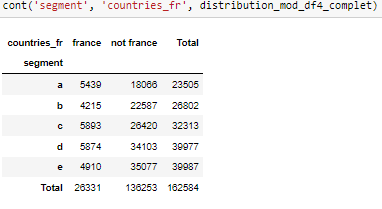 cont('segment', 'countries_fr', distribution_mod_df4_complet)
countries_fr france not france Total
segment
a 5439 18066 23505
b 4215 22587 26802
c 5893 26420 32313
d 5874 34103 39977
e 4910 35077 39987
Total 26331 136253 162584